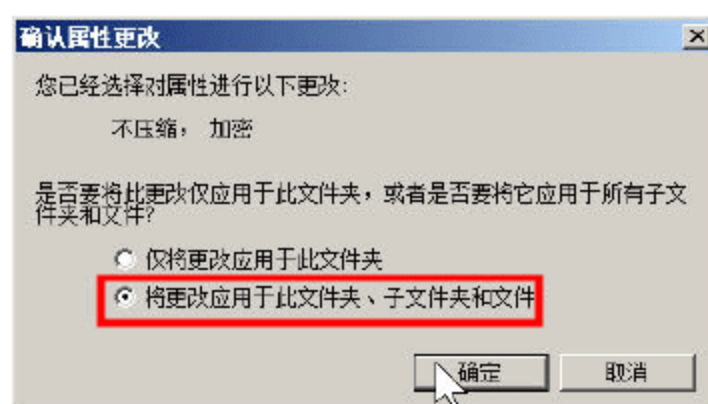 确认属性更改
您已经选择对属性进行以下更改:
不压缩，加密
是否要将此更改仅应用于此文件夹，或者是否要将它应用于所有子文
件夹和文件?
仅将更改应用于此文件夹
将更改应用于此文件夹、子文件夹和文件
确定
取消